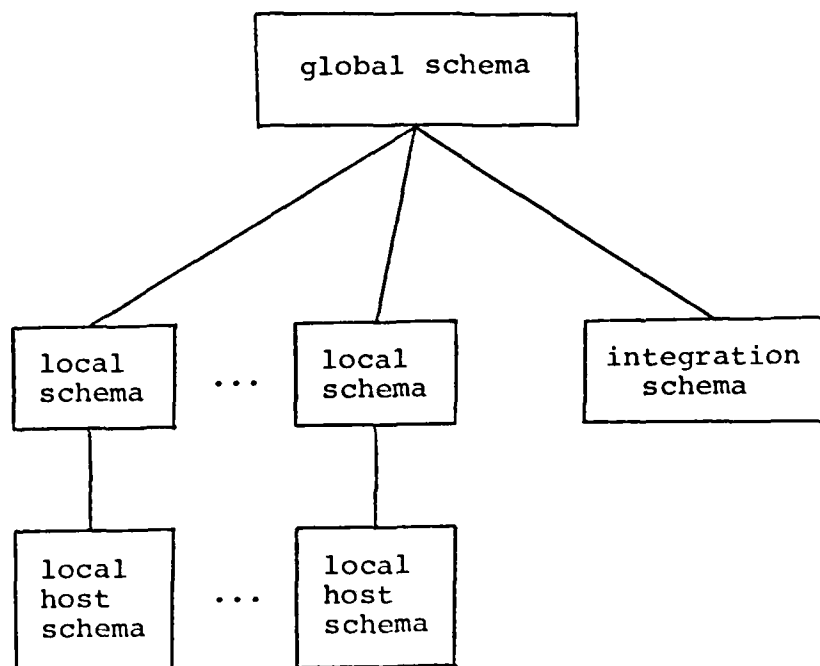 global schema
local
schema
...
local
schema
integration
schema
local
host
schema
...
local
host
schema